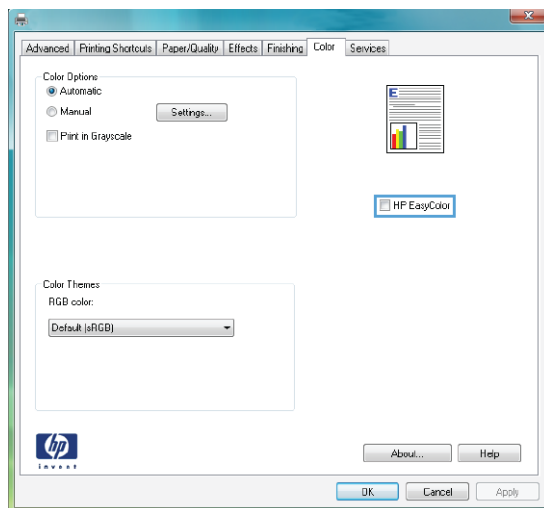 Advanced Printing Shortcuts Paper/Quality Effects Finishing Color Services
Color Options
Automatic
Manual
Settings...
Print in Grayscale
E
HP EasyColor
Color Themes
RGB color:
Default (sRGB)
hp
invent
About...
Help
OK
Cancel
Apply